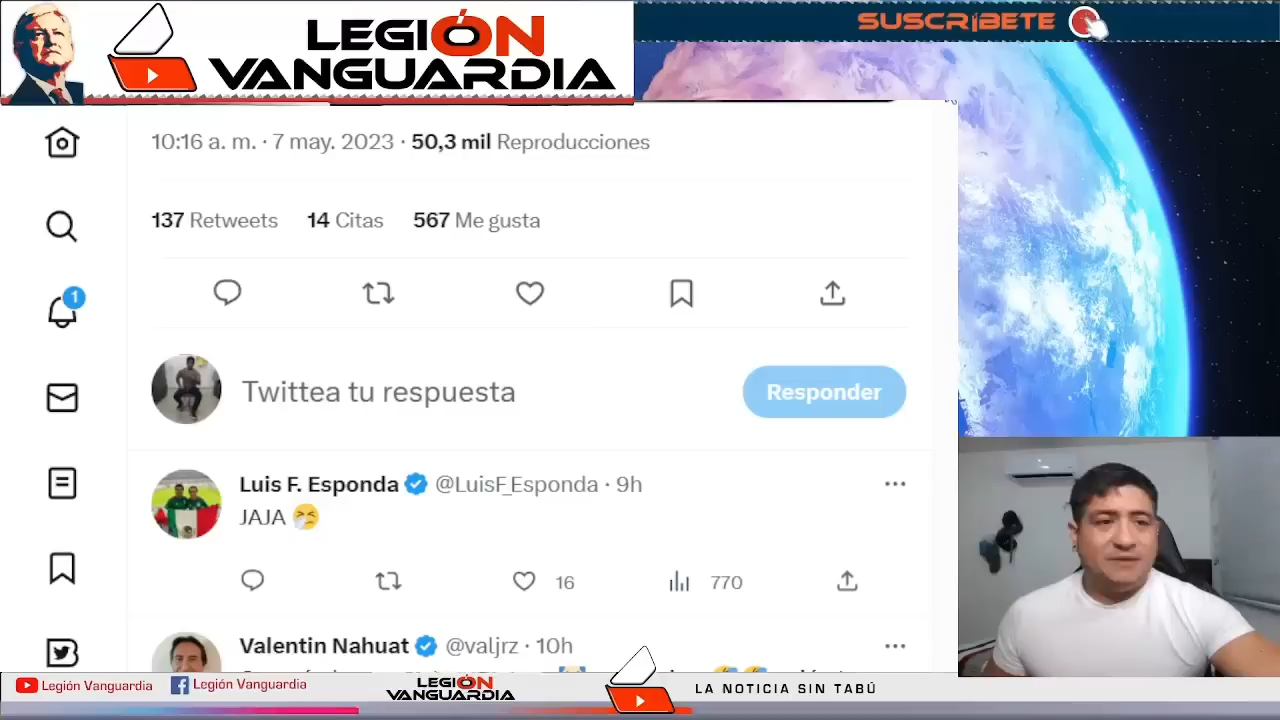 LEGIÓN
VANGUARDIA
SUSCRIBETE
10:16 a. m. · 7 may. 2023 · 50,3 mil Reproducciones
137 Retweets 14 Citas 567 Me gusta
1
Twittea tu respuesta
Responder
Luis F. Esponda @LuisF_Esponda · 9h
JAJA
16
770
Valentin Nahuat @valjrz · 10h
Legión Vanguardia
Legión Vanguardia
LEGIÓN
VANGUARDIA
LA NOTICIA SIN TABÚ